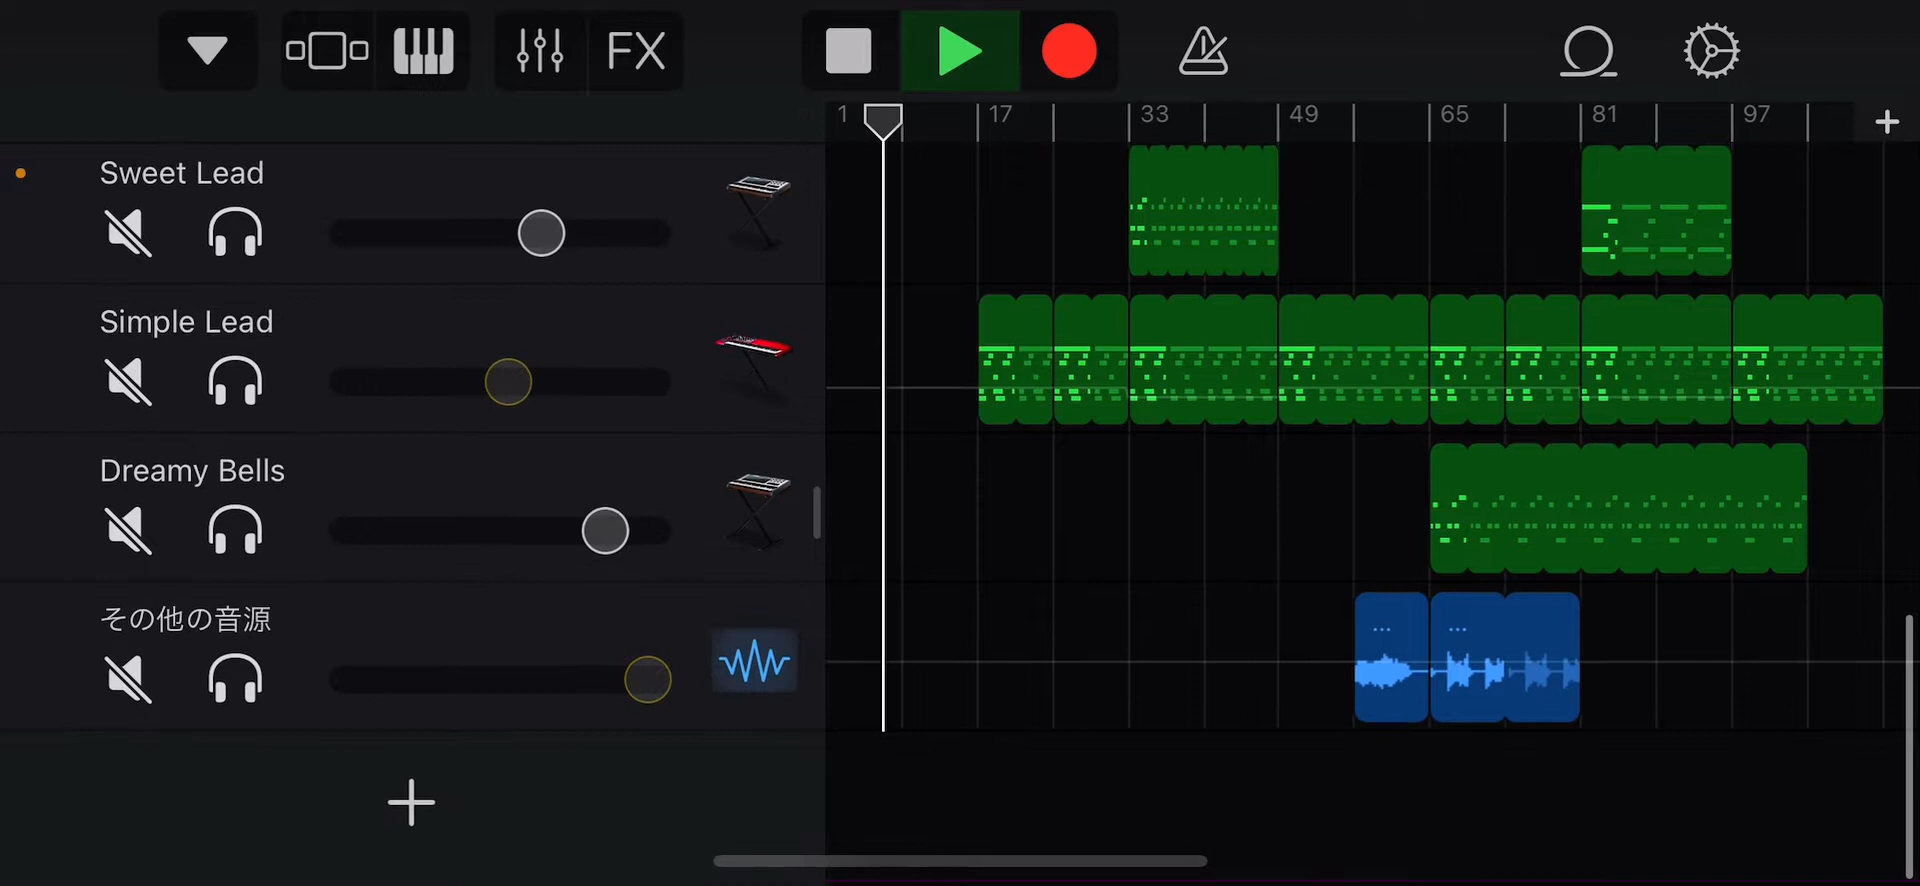 FX
1 17 33 49 65 81 97
Sweet Lead
Simple Lead
Dreamy Bells
その他の音源